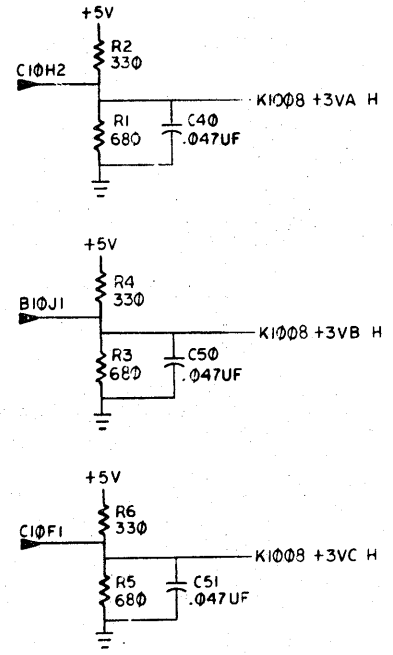 +5V
R2
330
C10H2
K1008 +3VA H
R1
680
C40
.047UF
+5V
R4
330
B10J1
K1008 +3VB H
R3
680
C50
.047UF
+5V
R6
330
C10F1
K1008 +3VC H
R5
680
C51
.047UF